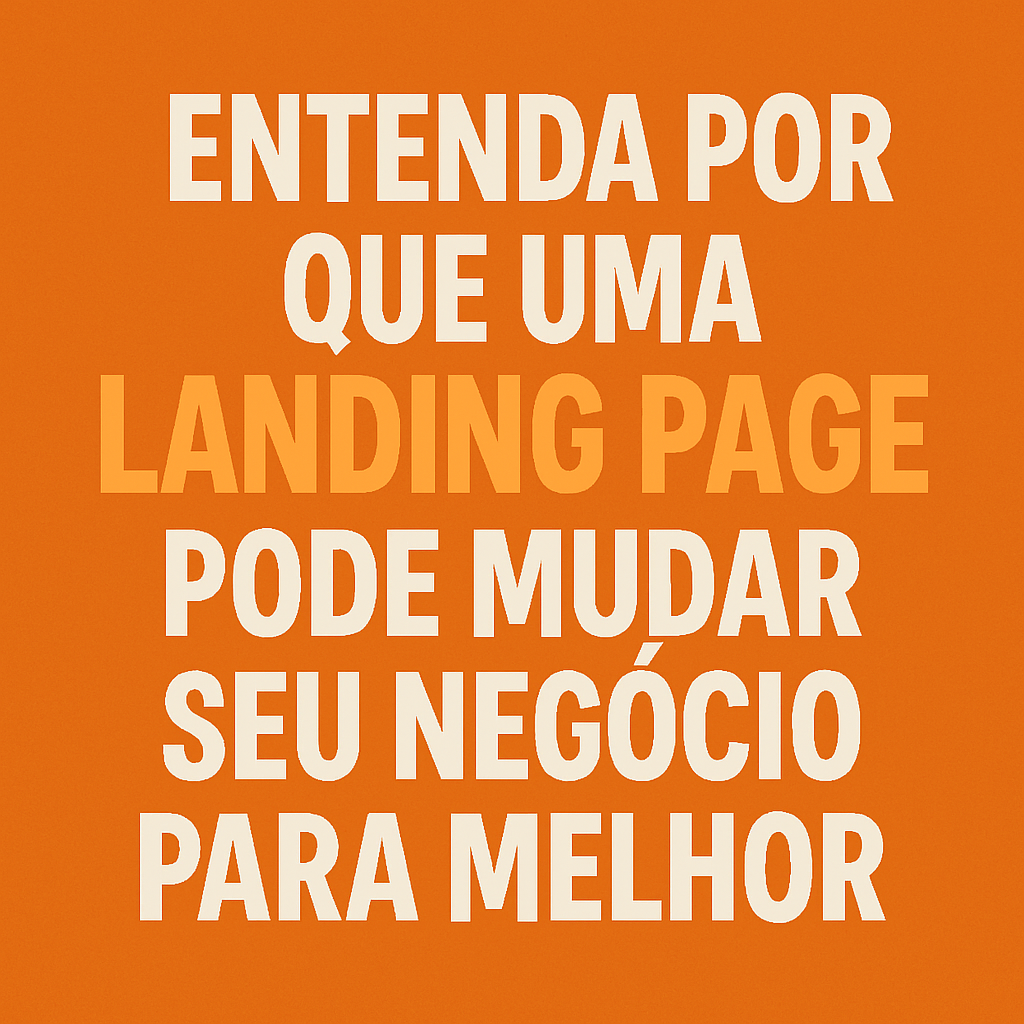 ENTENDA POR
QUE UMA
LANDING PAGE
PODE MUDAR
SEU NEGÓCIO
PARA MELHOR